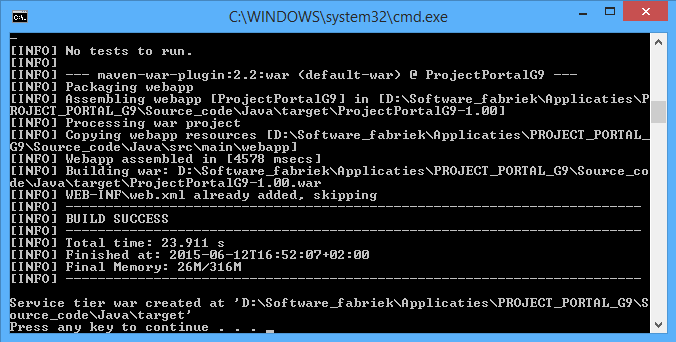 C:\WINDOWS\system32\cmd.exe
[INFO] No tests to run.
[INFO]
[INFO] --- maven-war-plugin:2.2:war (default-war) @ ProjectPortalG9 ---
[INFO] Packaging webapp
[INFO] Assembling webapp [ProjectPortalG9] in [D:\Software_fabriek\Applicaties\P
ROJECT_PORTAL_G9\Source_code\Java\target\ProjectPortalG9-1.00]
[INFO] Processing war project
[INFO] Copying webapp resources [D:\Software_fabriek\Applicaties\PROJECT_PORTAL_
G9\Source_code\Java\src\main\webapp]
[INFO] Webapp assembled in [4578 msecs]
[INFO] Building war: D:\Software_fabriek\Applicaties\PROJECT_PORTAL_G9\Source_co
de\Java\target\ProjectPortalG9-1.00.war
[INFO] WEB-INF\web.xml already added, skipping
[INFO] ------------------------------------------------------------------------
[INFO] BUILD SUCCESS
[INFO] ------------------------------------------------------------------------
[INFO] Total time: 23.911 s
[INFO] Finished at: 2015-06-12T16:52:07+02:00
[INFO] Final Memory: 26M/316M
[INFO] ------------------------------------------------------------------------
Service tier war created at 'D:\Software_fabriek\Applicaties\PROJECT_PORTAL_G9\S
ource_code\Java\target'
Press any key to continue . . .